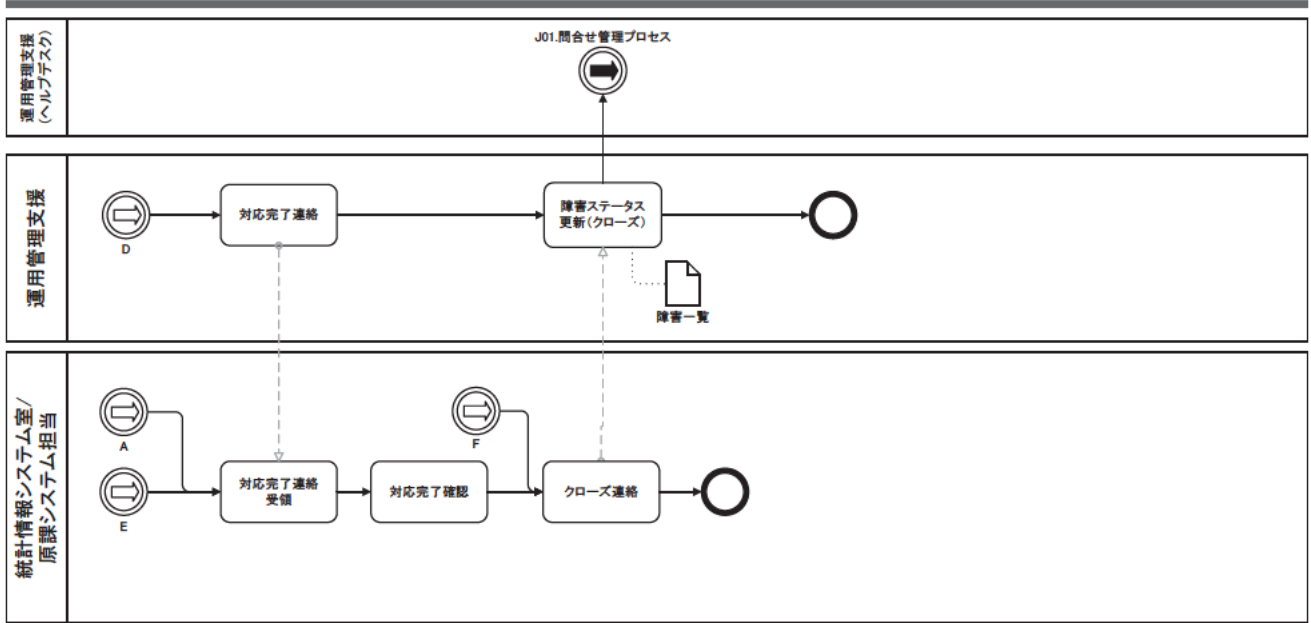 運用管理支援
(ヘルプデスク)
J01.問合せ管理プロセス
運用管理支援
D
対応完了連絡
障害ステータス
更新(クローズ)
障害一覧
統計情報システム室/
原課システム担当
A
E
対応完了連絡
受領
対応完了確認
F
クローズ連絡